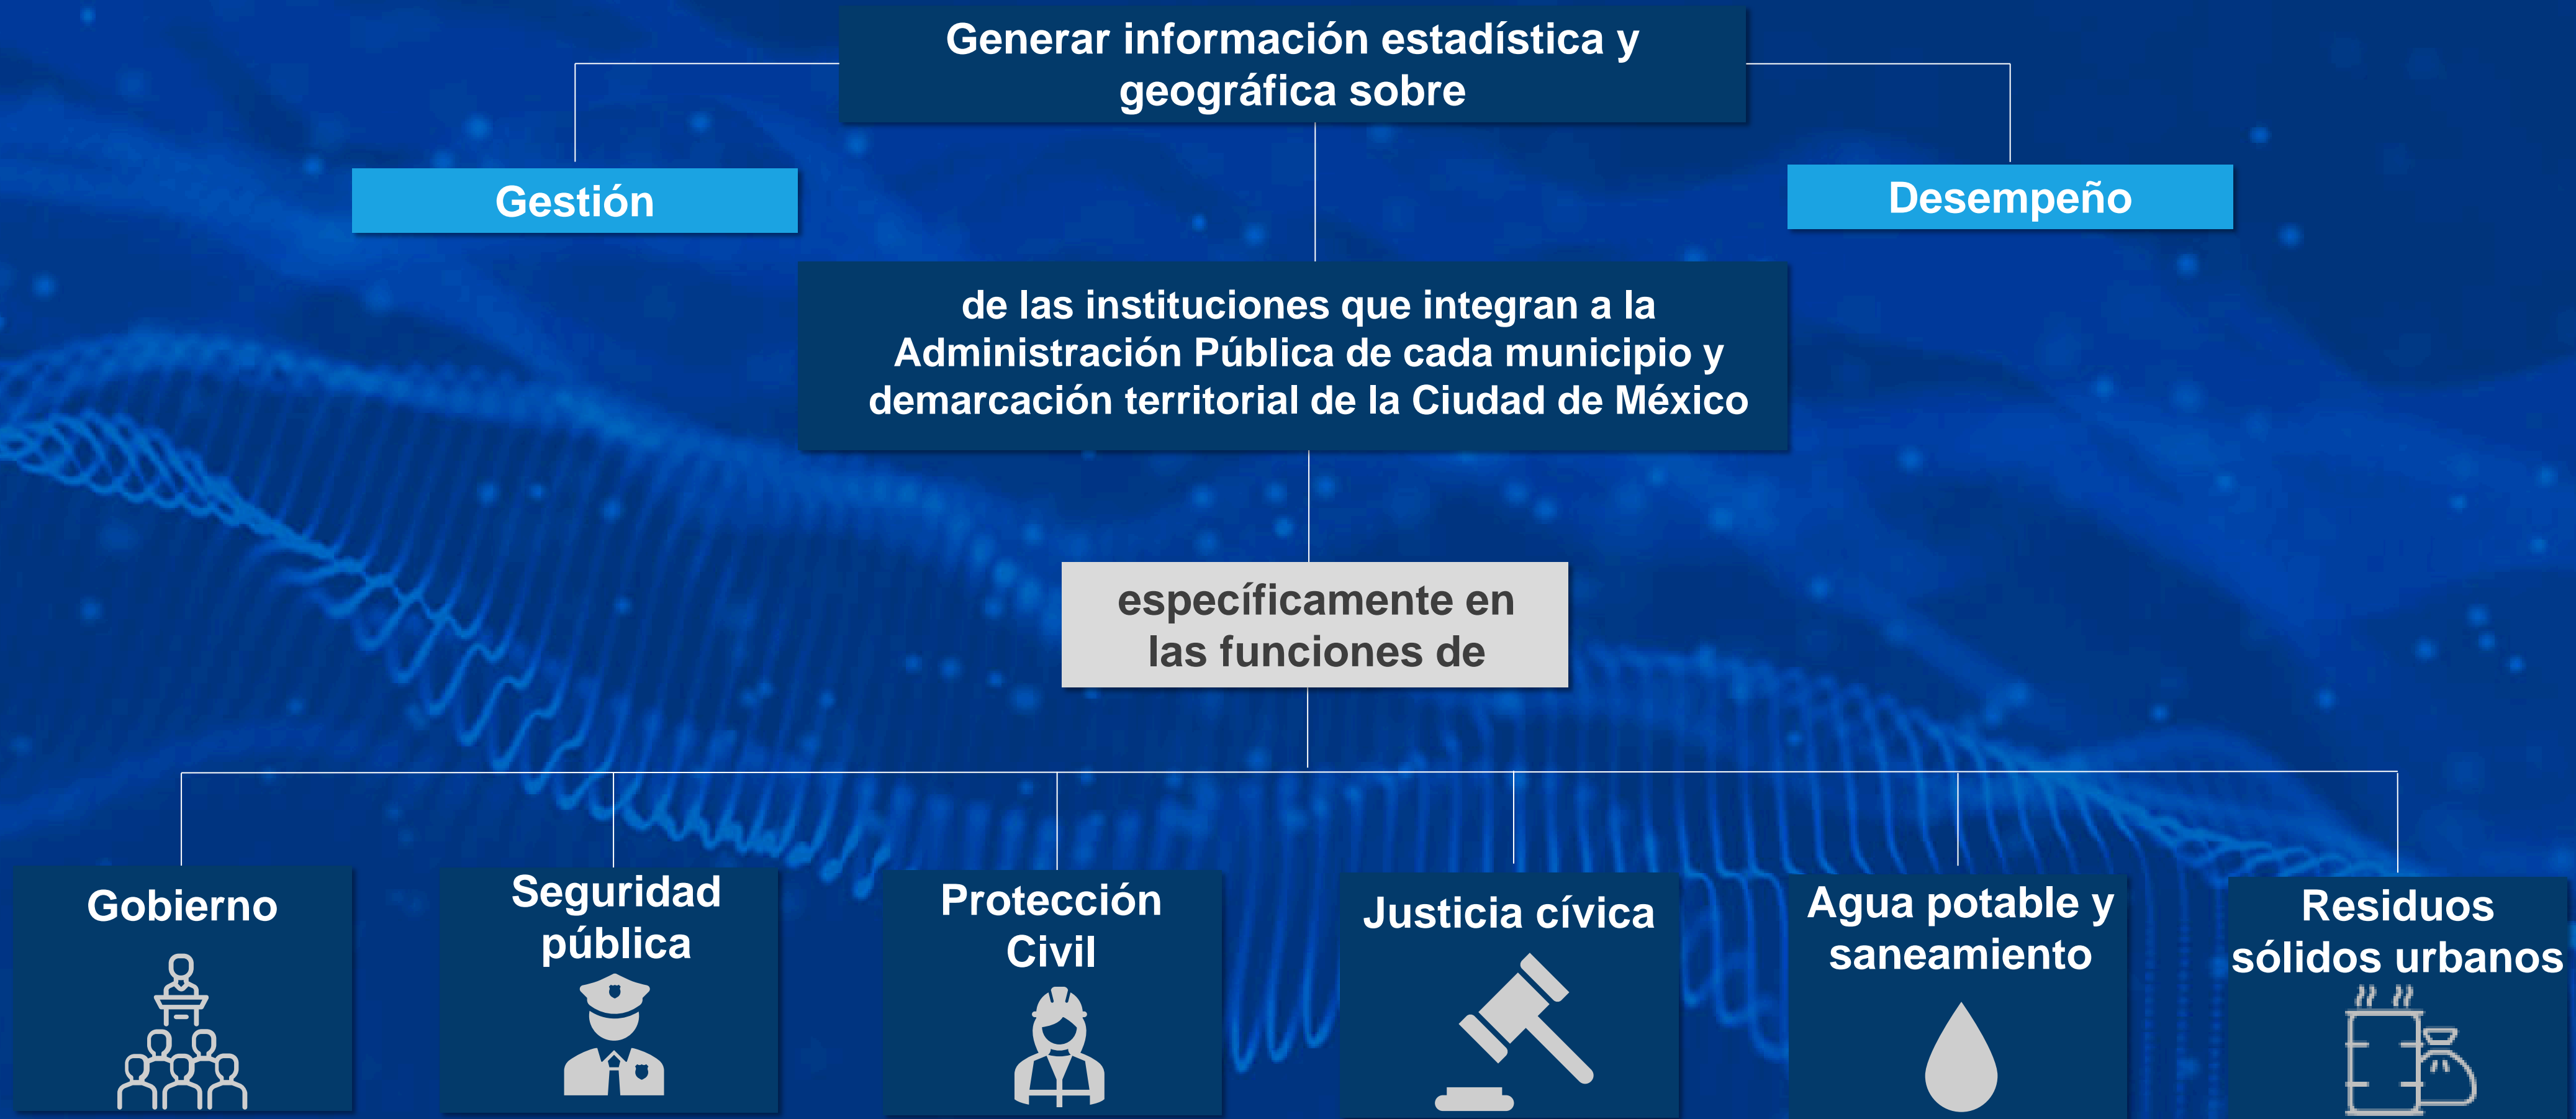 Generar información estadística y
geográfica sobre
Gestión
Desempeño
de las instituciones que integran a la
Administración Pública de cada municipio y
demarcación territorial de la Ciudad de México
específicamente en
las funciones de
Gobierno
Seguridad
pública
Protección
Civil
Justicia cívica
Agua potable y
saneamiento
Residuos
sólidos urbanos